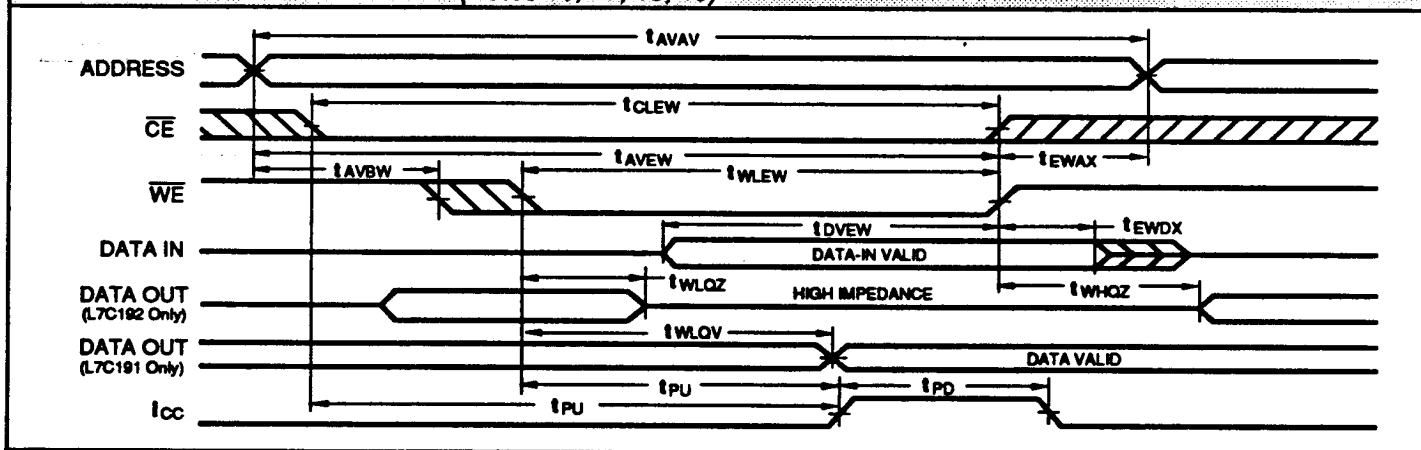 tAVAV
ADDRESS
tCLEW
CE
tAVEW
tEWAX
tAVBW
tWLEW
WE
tDVEW
tEWDX
DATA IN
DATA-IN VALID
tWLQZ
tWHQZ
DATA OUT
HIGH IMPEDANCE
(L7C192 Only)
tWLQV
DATA OUT
DATA VALID
(L7C191 Only)
tPU
tPD
tPU
ICC